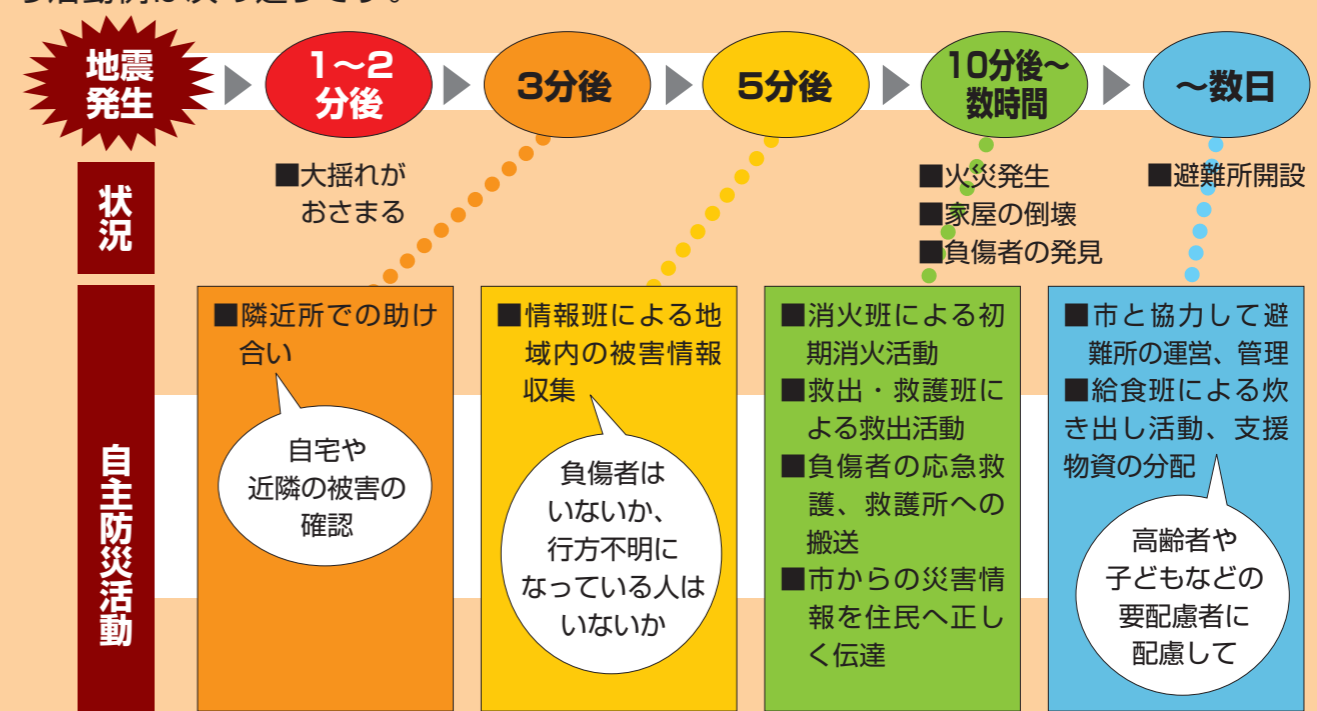 地震
発生
1〜2
分後
3分後
5分後
10分後〜
数時間
〜数日
状況
■大揺れが
おさまる
■火災発生
■家屋の倒壊
■負傷者の発見
■避難所開設
自主防災活動
■隣近所での助け
合い
自宅や
近隣の被害の
確認
■情報班による地
域内の被害情報
収集
負傷者は
いないか、
行方不明に
なっている人は
いないか
■消火班による初
期消火活動
■救出・救護班に
よる救出活動
■負傷者の応急救
護、救護所への
搬送
■市からの災害情
報を住民へ正し
く伝達
■市と協力して避
難所の運営、管理
■給食班による炊
き出し活動、支援
物資の分配
高齢者や
子どもなどの
要配慮者に
配慮して